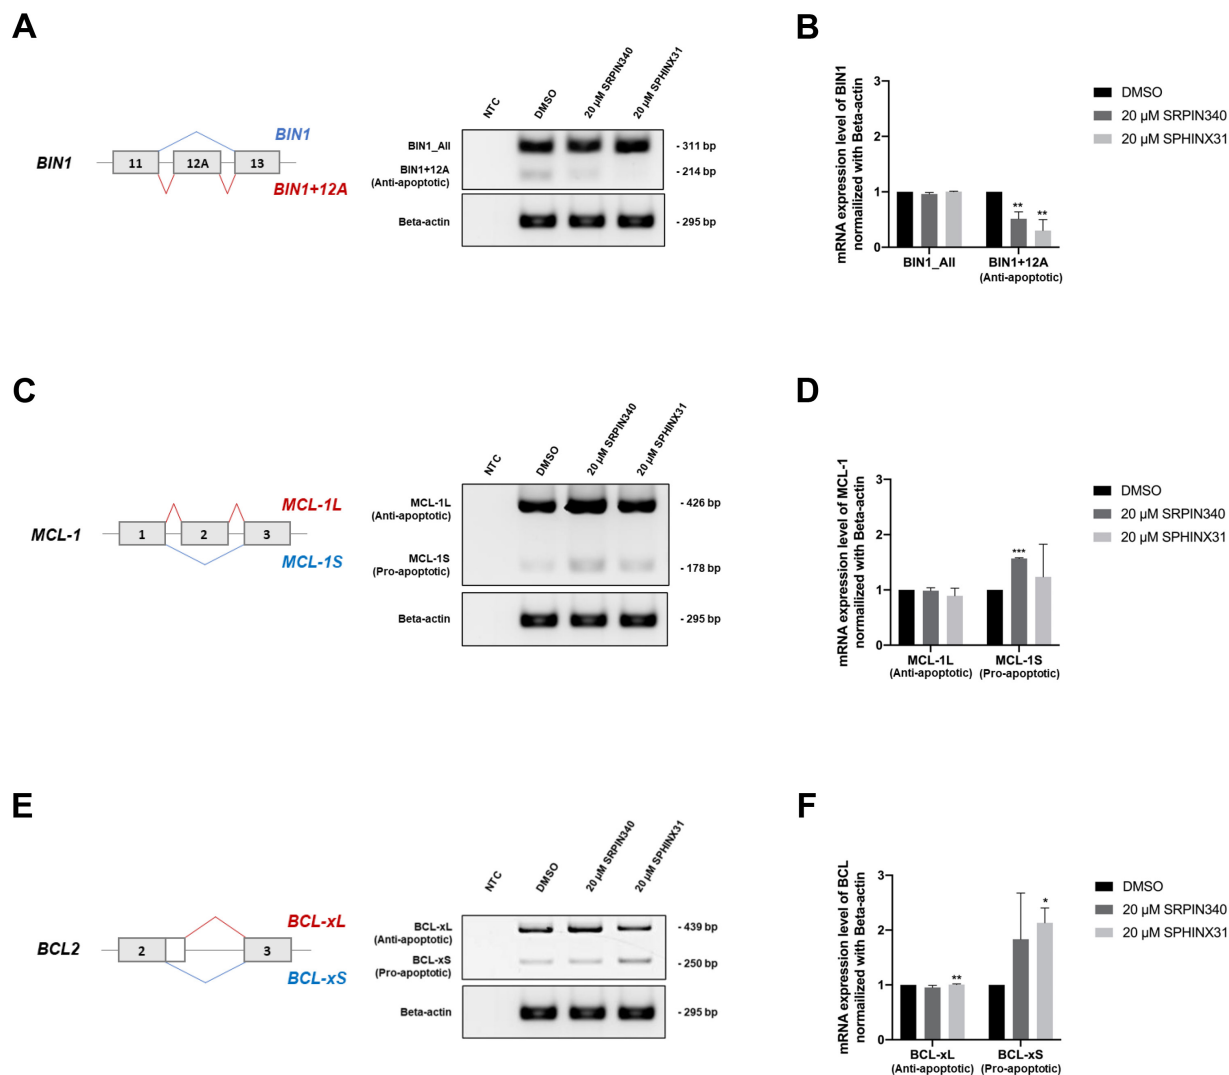 A
BIN1
11
12A
13
BIN1
BIN1+12A
NTC
DMSO
20 µM SRPIN340
20 µM SPHINX31
BIN1_All
- 311 bp
BIN1+12A
(Anti-apoptotic)
- 214 bp
Beta-actin
- 295 bp
B
mRNA expression level of BIN1
normailized with Beta-actin
3
2
1
0
**
**
BIN1_All
BIN1+12A
(Anti-apoptotic)
DMSO
20 µM SRPIN340
20 µM SPHINX31
C
MCL-1
1
2
3
MCL-1L
MCL-1S
NTC
DMSO
20 µM SRPIN340
20 µM SPHINX31
MCL-1L
(Anti-apoptotic)
- 426 bp
MCL-1S
(Pro-apoptotic)
- 178 bp
Beta-actin
- 295 bp
D
mRNA expression level of MCL-1
normailized with Beta-actin
3
2
1
0
***
MCL-1L
(Anti-apoptotic)
MCL-1S
(Pro-apoptotic)
DMSO
20 µM SRPIN340
20 µM SPHINX31
E
BCL2
2
3
BCL-xL
BCL-xS
NTC
DMSO
20 µM SRPIN340
20 µM SPHINX31
BCL-xL
(Anti-apoptotic)
- 439 bp
BCL-xS
(Pro-apoptotic)
- 250 bp
Beta-actin
- 295 bp
F
mRNA expression level of BCL
normailized with Beta-actin
3
2
1
0
**
*
BCL-xL
(Anti-apoptotic)
BCL-xS
(Pro-apoptotic)
DMSO
20 µM SRPIN340
20 µM SPHINX31